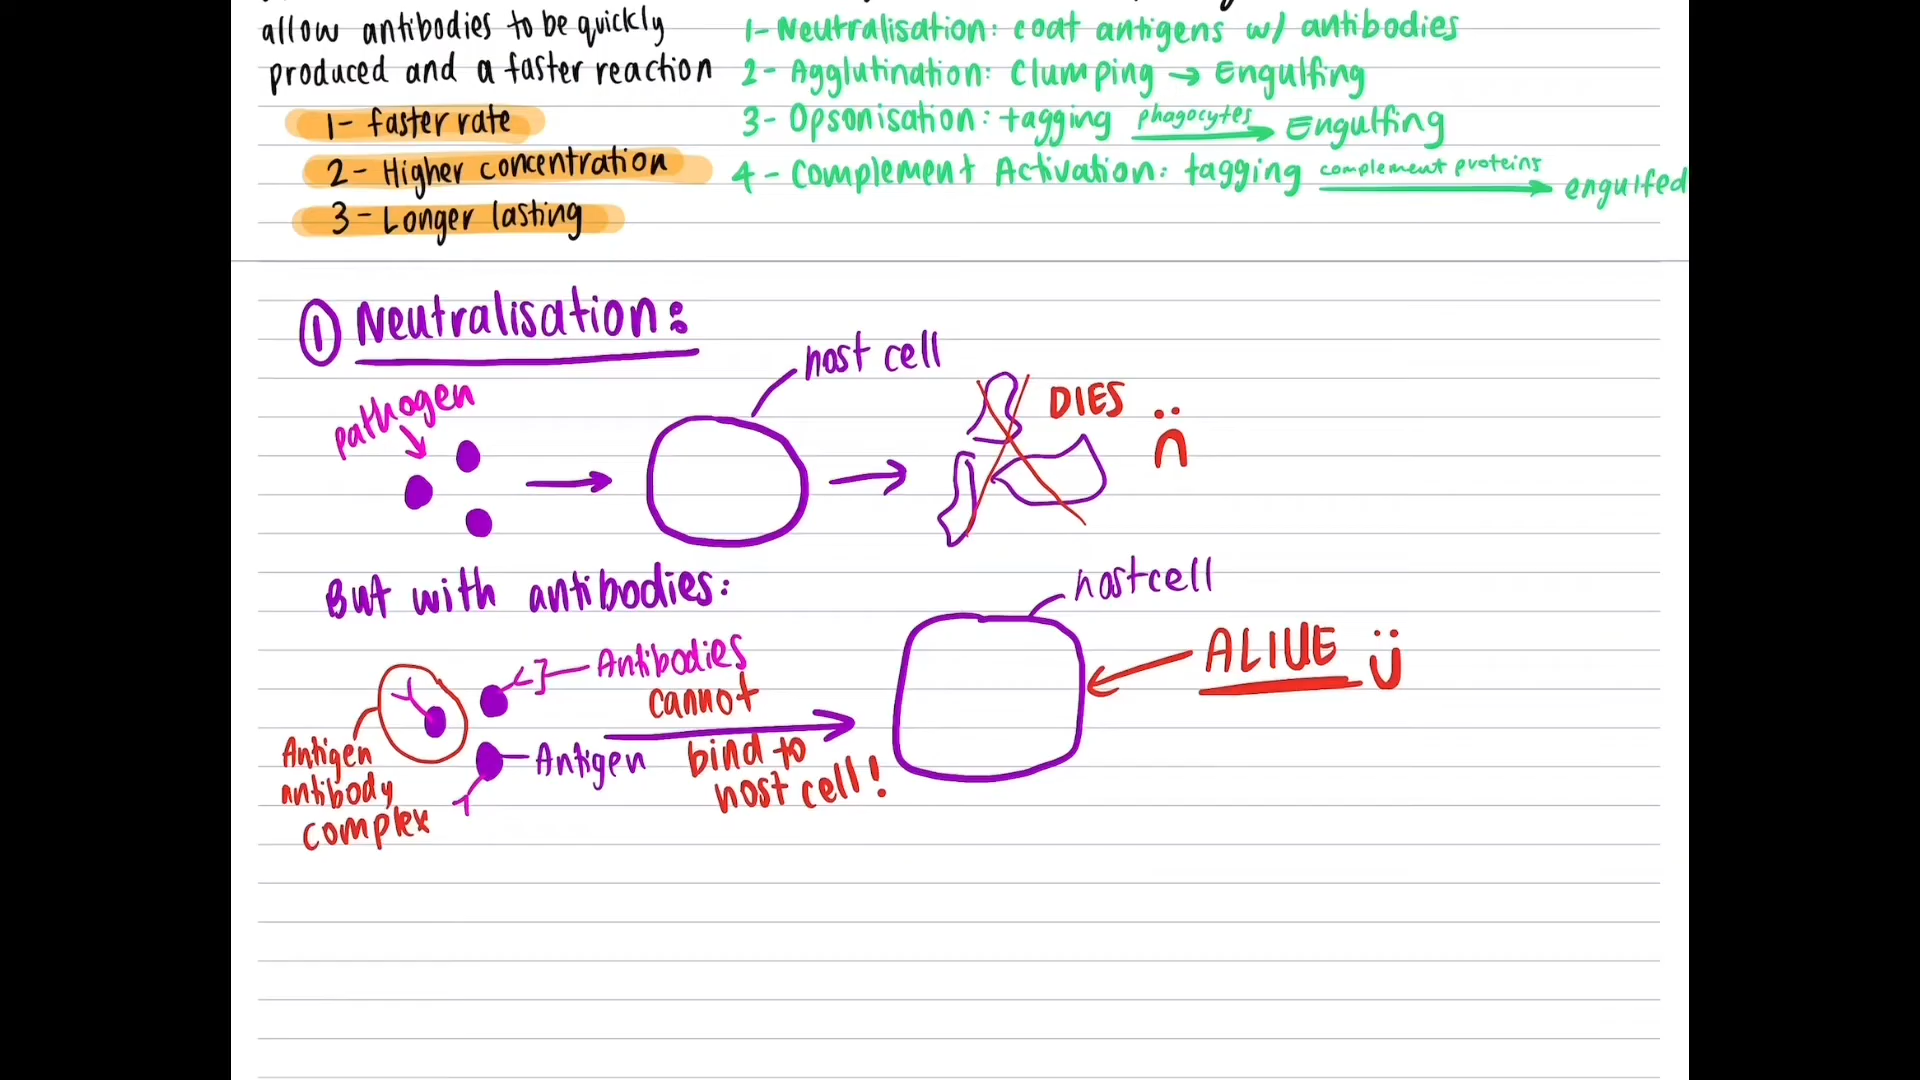 allow antibodies to be quickly
produced and a faster reaction
1- faster rate
2- Higher concentration
3- Longer lasting
1- Neutralisation: coat antigens w/ antibodies
2- Agglutination: Clumping → Engulfing
3- Opsonisation: tagging phagocytes → Engulfing
4- Complement Activation: tagging complement proteins → engulfed
① Neutralisation:
pathogen
host cell
DIES
But with antibodies:
host cell
Antibodies
cannot
bind to
host cell!
ALIVE
Antigen
Antigen
antibody
complex